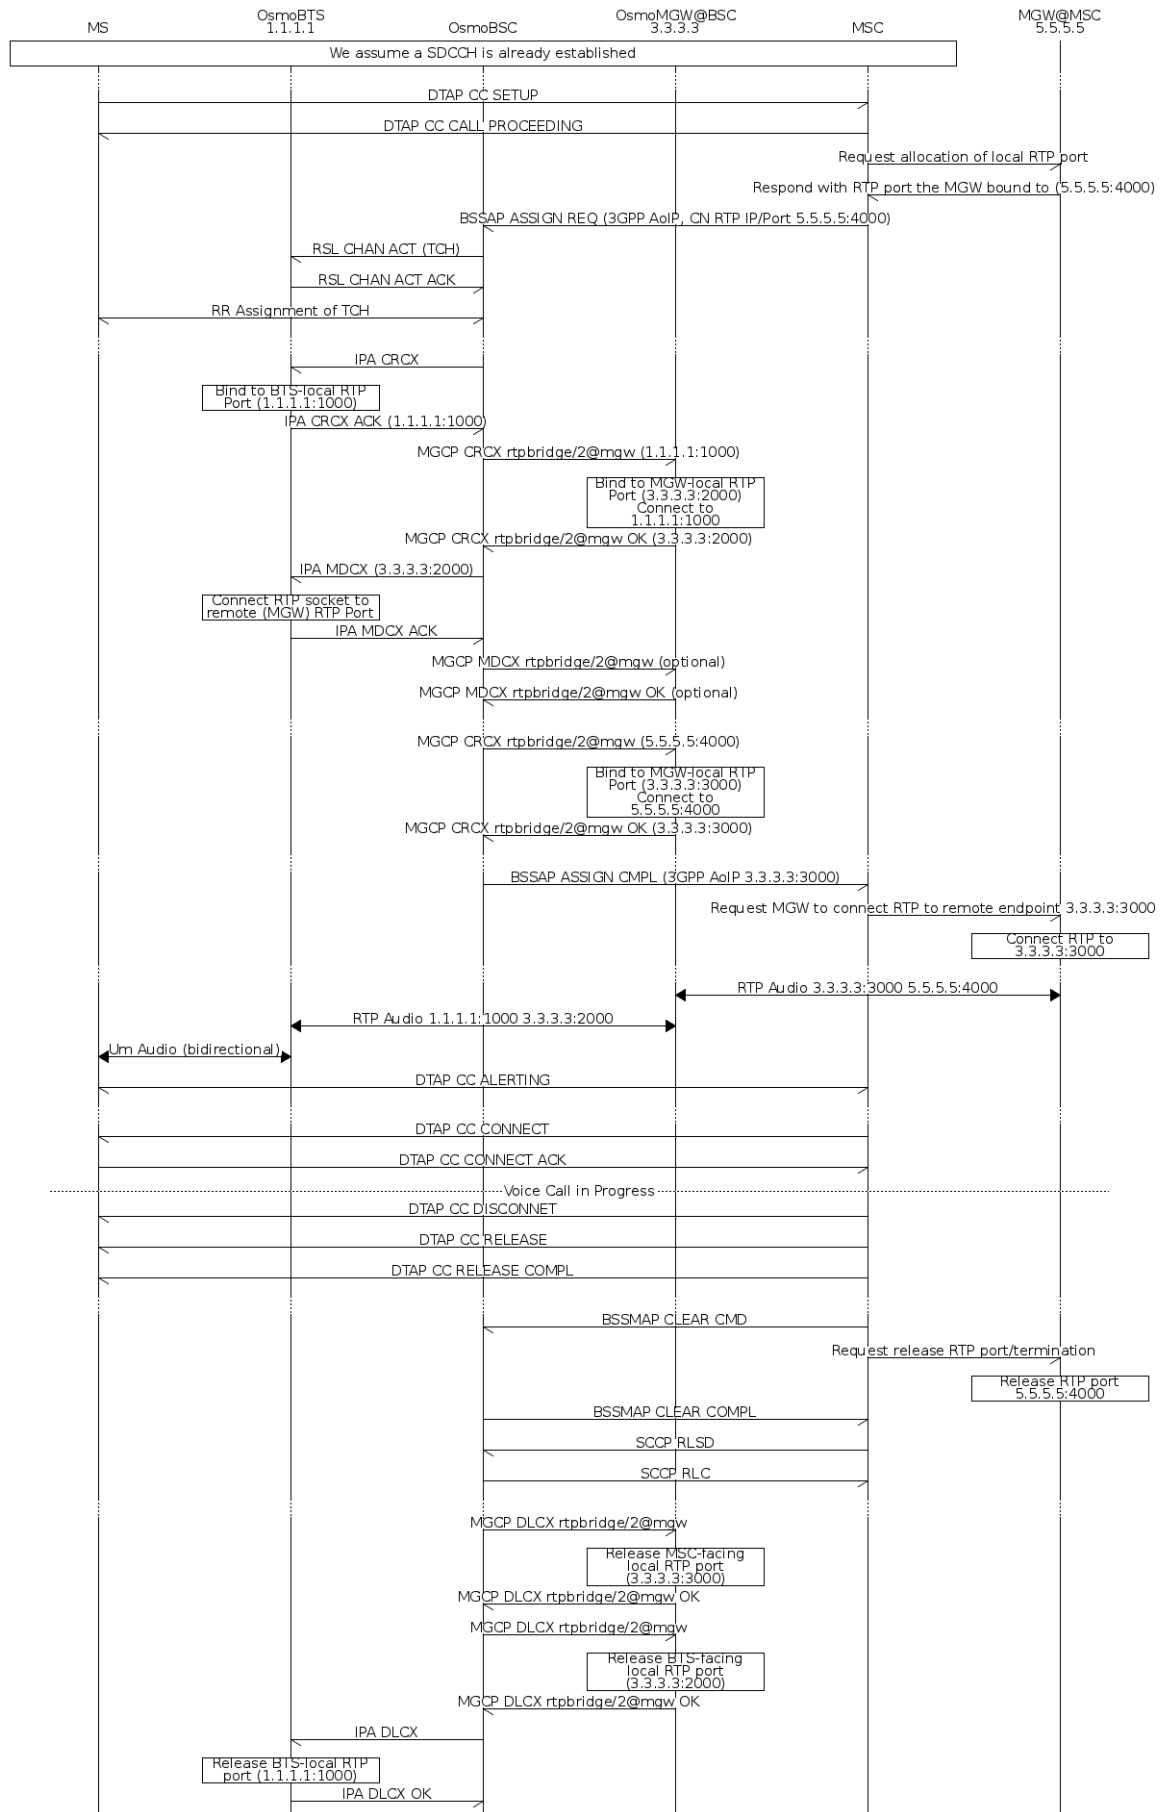 OsmoBTS OsmoMGW@BSC MGW@MSC
MS 1.1.1.1 OsmoBSC 3.3.3.3 MSC 5.5.5.5
We assume a SDCCH is already established
DTAP CC SETUP
DTAP CC CALL PROCEEDING
Request allocation of local RTP port
Respond with RTP port the MGW bound to (5.5.5.5:4000)
BSSAP ASSIGN REQ (3GPP AoIP, CN RTP IP/Port 5.5.5.5:4000)
RSL CHAN ACT (TCH)
RSL CHAN ACT ACK
RR Assignment of TCH
IPA CRCX
Bind to BTS-local RTP
Port (1.1.1.1:1000)
IPA CRCX ACK (1.1.1.1:1000)
MGCP CRCX rtpbridge/2@mgw (1.1.1.1:1000)
Bind to MGW-local RTP
Port (3.3.3.3:2000)
Connect to
1.1.1.1:1000
MGCP CRCX rtpbridge/2@mgw OK (3.3.3.3:2000)
IPA MDCX (3.3.3.3:2000)
Connect RTP socket to
remote (MGW) RTP Port
IPA MDCX ACK
MGCP MDCX rtpbridge/2@mgw (optional)
MGCP MDCX rtpbridge/2@mgw OK (optional)
MGCP CRCX rtpbridge/2@mgw (5.5.5.5:4000)
Bind to MGW-local RTP
Port (3.3.3.3:3000)
Connect to
5.5.5.5:4000
MGCP CRCX rtpbridge/2@mgw OK (3.3.3.3:3000)
BSSAP ASSIGN CMPL (3GPP AoIP 3.3.3.3:3000)
Request MGW to connect RTP to remote endpoint 3.3.3.3:3000
Connect RTP to
3.3.3.3:3000
RTP Audio 3.3.3.3:3000 5.5.5.5:4000
RTP Audio 1.1.1.1:1000 3.3.3.3:2000
Um Audio (bidirectional)
DTAP CC ALERTING
DTAP CC CONNECT
DTAP CC CONNECT ACK
Voice Call in Progress
DTAP CC DISCONNET
DTAP CC RELEASE
DTAP CC RELEASE COMPL
BSSMAP CLEAR CMD
Request release RTP port/termination
Release RTP port
5.5.5.5:4000
BSSMAP CLEAR COMPL
SCCP RLSD
SCCP RLC
MGCP DLCX rtpbridge/2@mgw
Release MSC-facing
local RTP port
(3.3.3.3:3000)
MGCP DLCX rtpbridge/2@mgw OK
MGCP DLCX rtpbridge/2@mgw
Release BTS-facing
local RTP port
(3.3.3.3:2000)
MGCP DLCX rtpbridge/2@mgw OK
IPA DLCX
Release BTS-local RTP
port (1.1.1.1:1000)
IPA DLCX OK